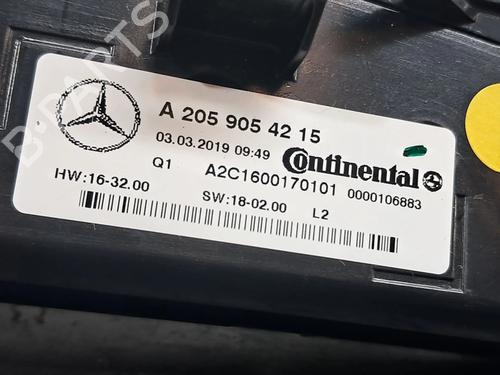 A 205 905 42 15
03.03.2019 09:49
Continental
Q1 A2C1600170101 0000106883
HW:16-32.00
SW:18-02.00 L2
B-PARTS